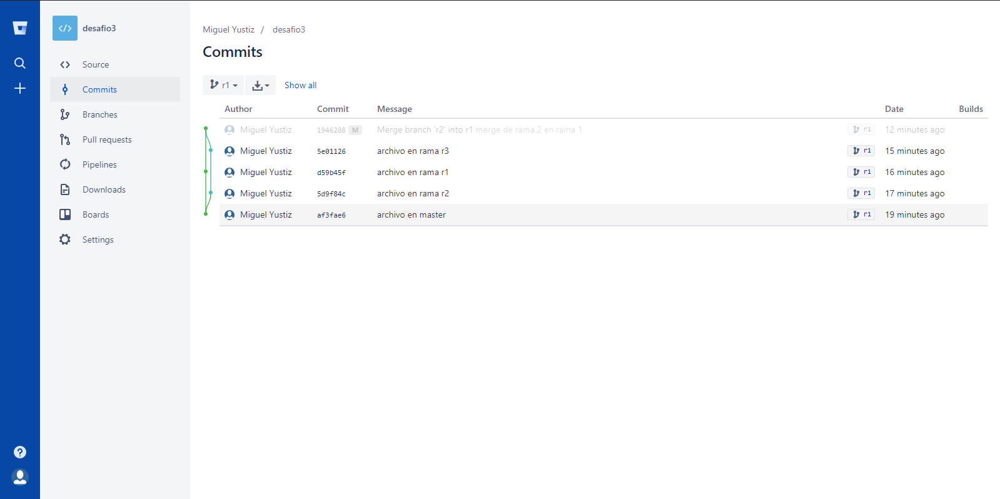 desafio3
Source
Commits
Branches
Pull requests
Pipelines
Downloads
Boards
Settings
Miguel Yustiz / desafio3
Commits
r1 Show all
Author Commit Message Date Builds
Miguel Yustiz 1946208 M Merge branch 'r2' into r1 merge de rama 2 en rama 1 r1 12 minutes ago
Miguel Yustiz 5e01126 archivo en rama r3 r1 15 minutes ago
Miguel Yustiz d59b45f archivo en rama r1 r1 16 minutes ago
Miguel Yustiz 5d9f84c archivo en rama r2 r1 17 minutes ago
Miguel Yustiz af3fae6 archivo en master r1 19 minutes ago